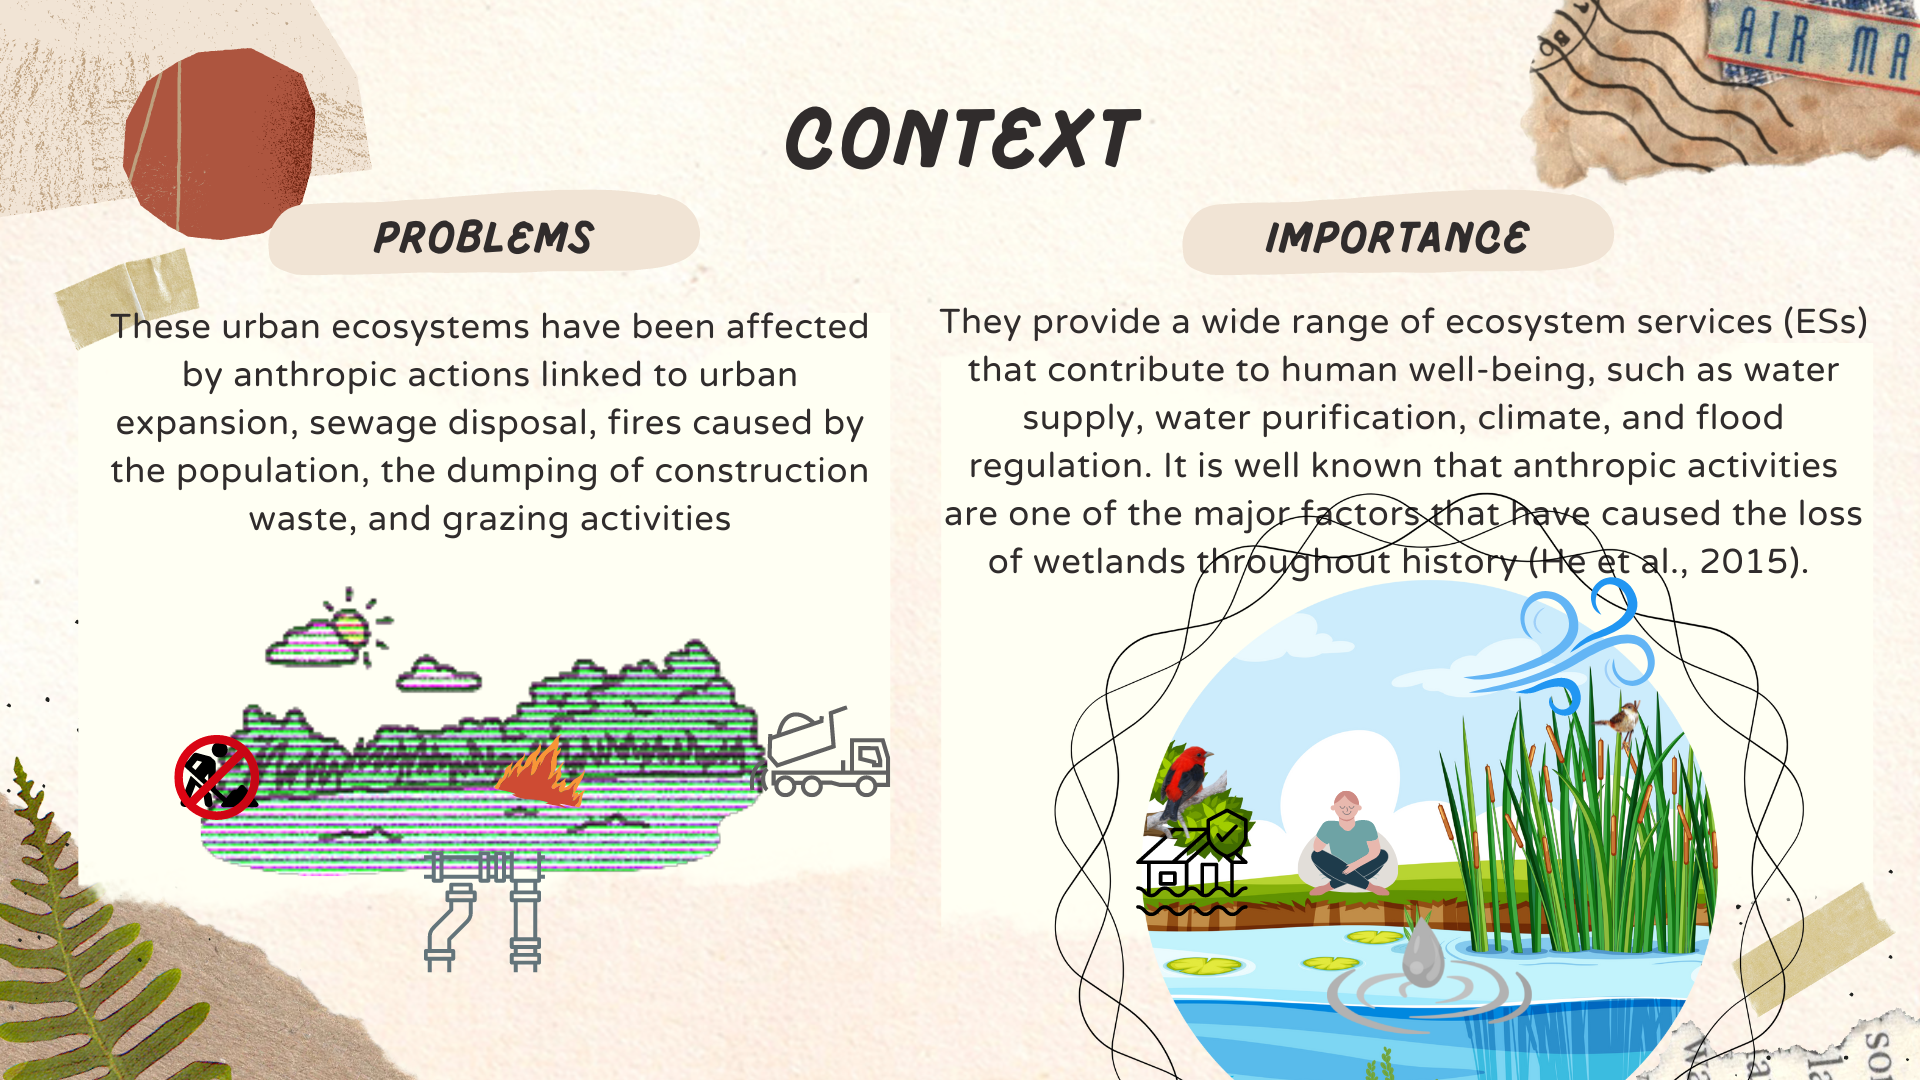 AIR MA
CONTEXT
PROBLEMS
These urban ecosystems have been affected
by anthropic actions linked to urban
expansion, sewage disposal, fires caused by
the population, the dumping of construction
waste, and grazing activities
IMPORTANCE
They provide a wide range of ecosystem services (ESs)
that contribute to human well-being, such as water
supply, water purification, climate, and flood
regulation. It is well known that anthropic activities
are one of the major factors that have caused the loss
of wetlands throughout history (He et al., 2015).